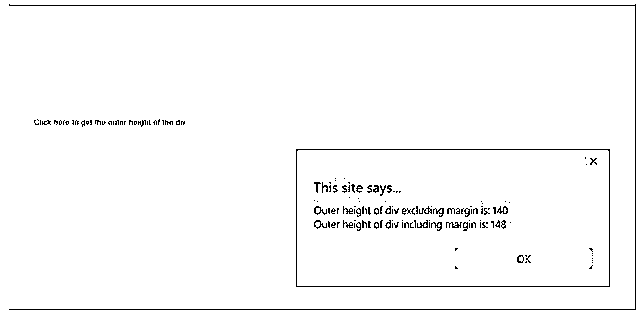 Click here to get the outer height of the div
This site says...
Outer height of div excluding margin is: 140
Outer height of div including margin is: 148
OK